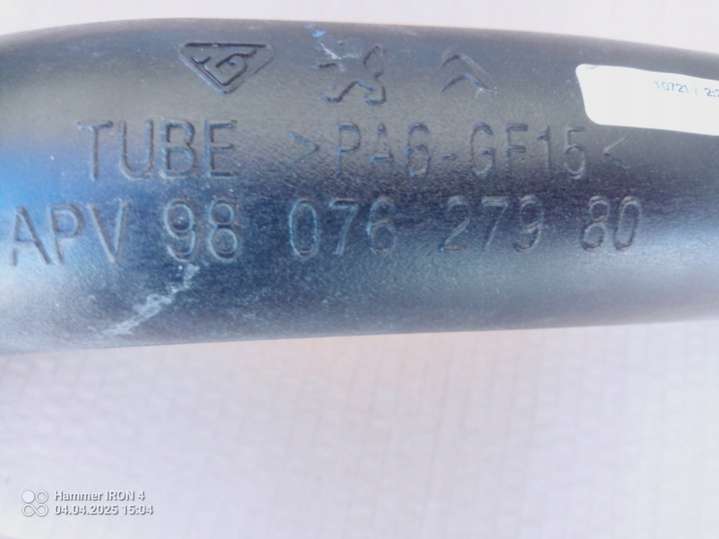 TUBE >PA6-GF15<
APV 98 076 279 80
Hammer IRON 4
04.04.2025 15:04